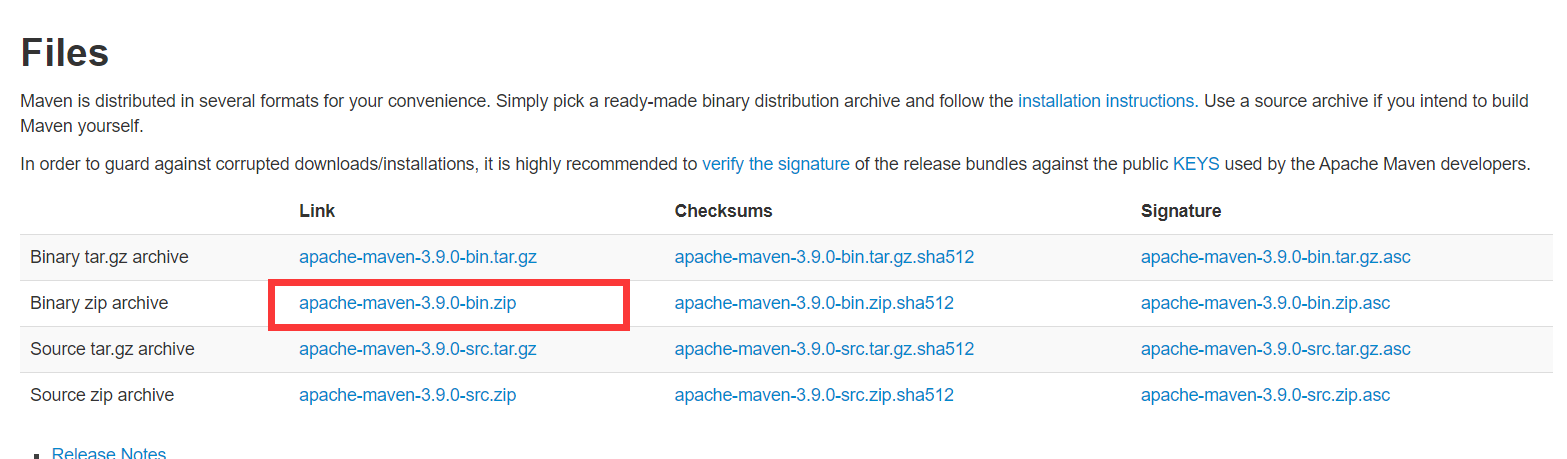 Files
Maven is distributed in several formats for your convenience. Simply pick a ready-made binary distribution archive and follow the installation instructions. Use a source archive if you intend to build
Maven yourself.
In order to guard against corrupted downloads/installations, it is highly recommended to verify the signature of the release bundles against the public KEYS used by the Apache Maven developers.
Link Checksums Signature
Binary tar.gz archive apache-maven-3.9.0-bin.tar.gz apache-maven-3.9.0-bin.tar.gz.sha512 apache-maven-3.9.0-bin.tar.gz.asc
Binary zip archive apache-maven-3.9.0-bin.zip apache-maven-3.9.0-bin.zip.sha512 apache-maven-3.9.0-bin.zip.asc
Source tar.gz archive apache-maven-3.9.0-src.tar.gz apache-maven-3.9.0-src.tar.gz.sha512 apache-maven-3.9.0-src.tar.gz.asc
Source zip archive apache-maven-3.9.0-src.zip apache-maven-3.9.0-src.zip.sha512 apache-maven-3.9.0-src.zip.asc
Release Notes